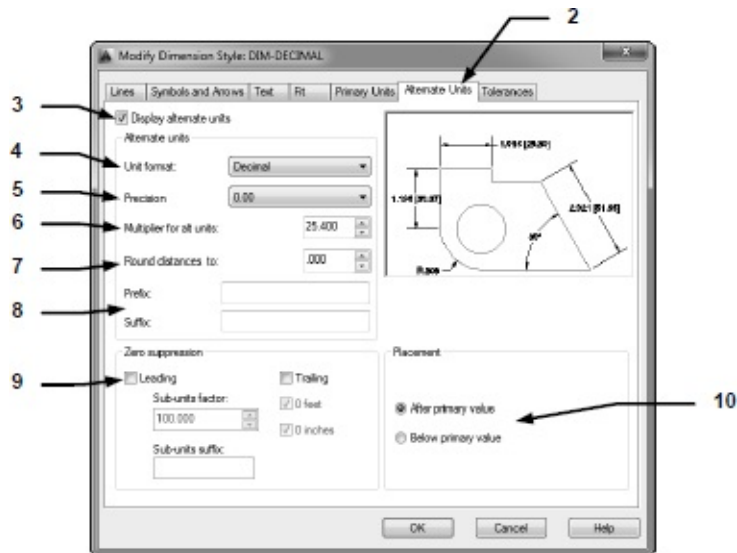 2
Modify Dimension Style: DIM-DECIMAL
x
Lines Symbols and Arrows Text Fit Primary Units Alternate Units Tolerances
3
Display alternate units
Alternate units
4
Unit format: Decimal
5
Precision 0.00
6
Multiplier for alt units: 25.400
7
Round distances to: .000
8
Prefix:
Suffix:
Zero suppression
9
Leading
Trailing
Sub-units factor:
0 feet
100.000
0 inches
Sub-units suffix:
Placement
After primary value
10
Below primary value
OK Cancel Help